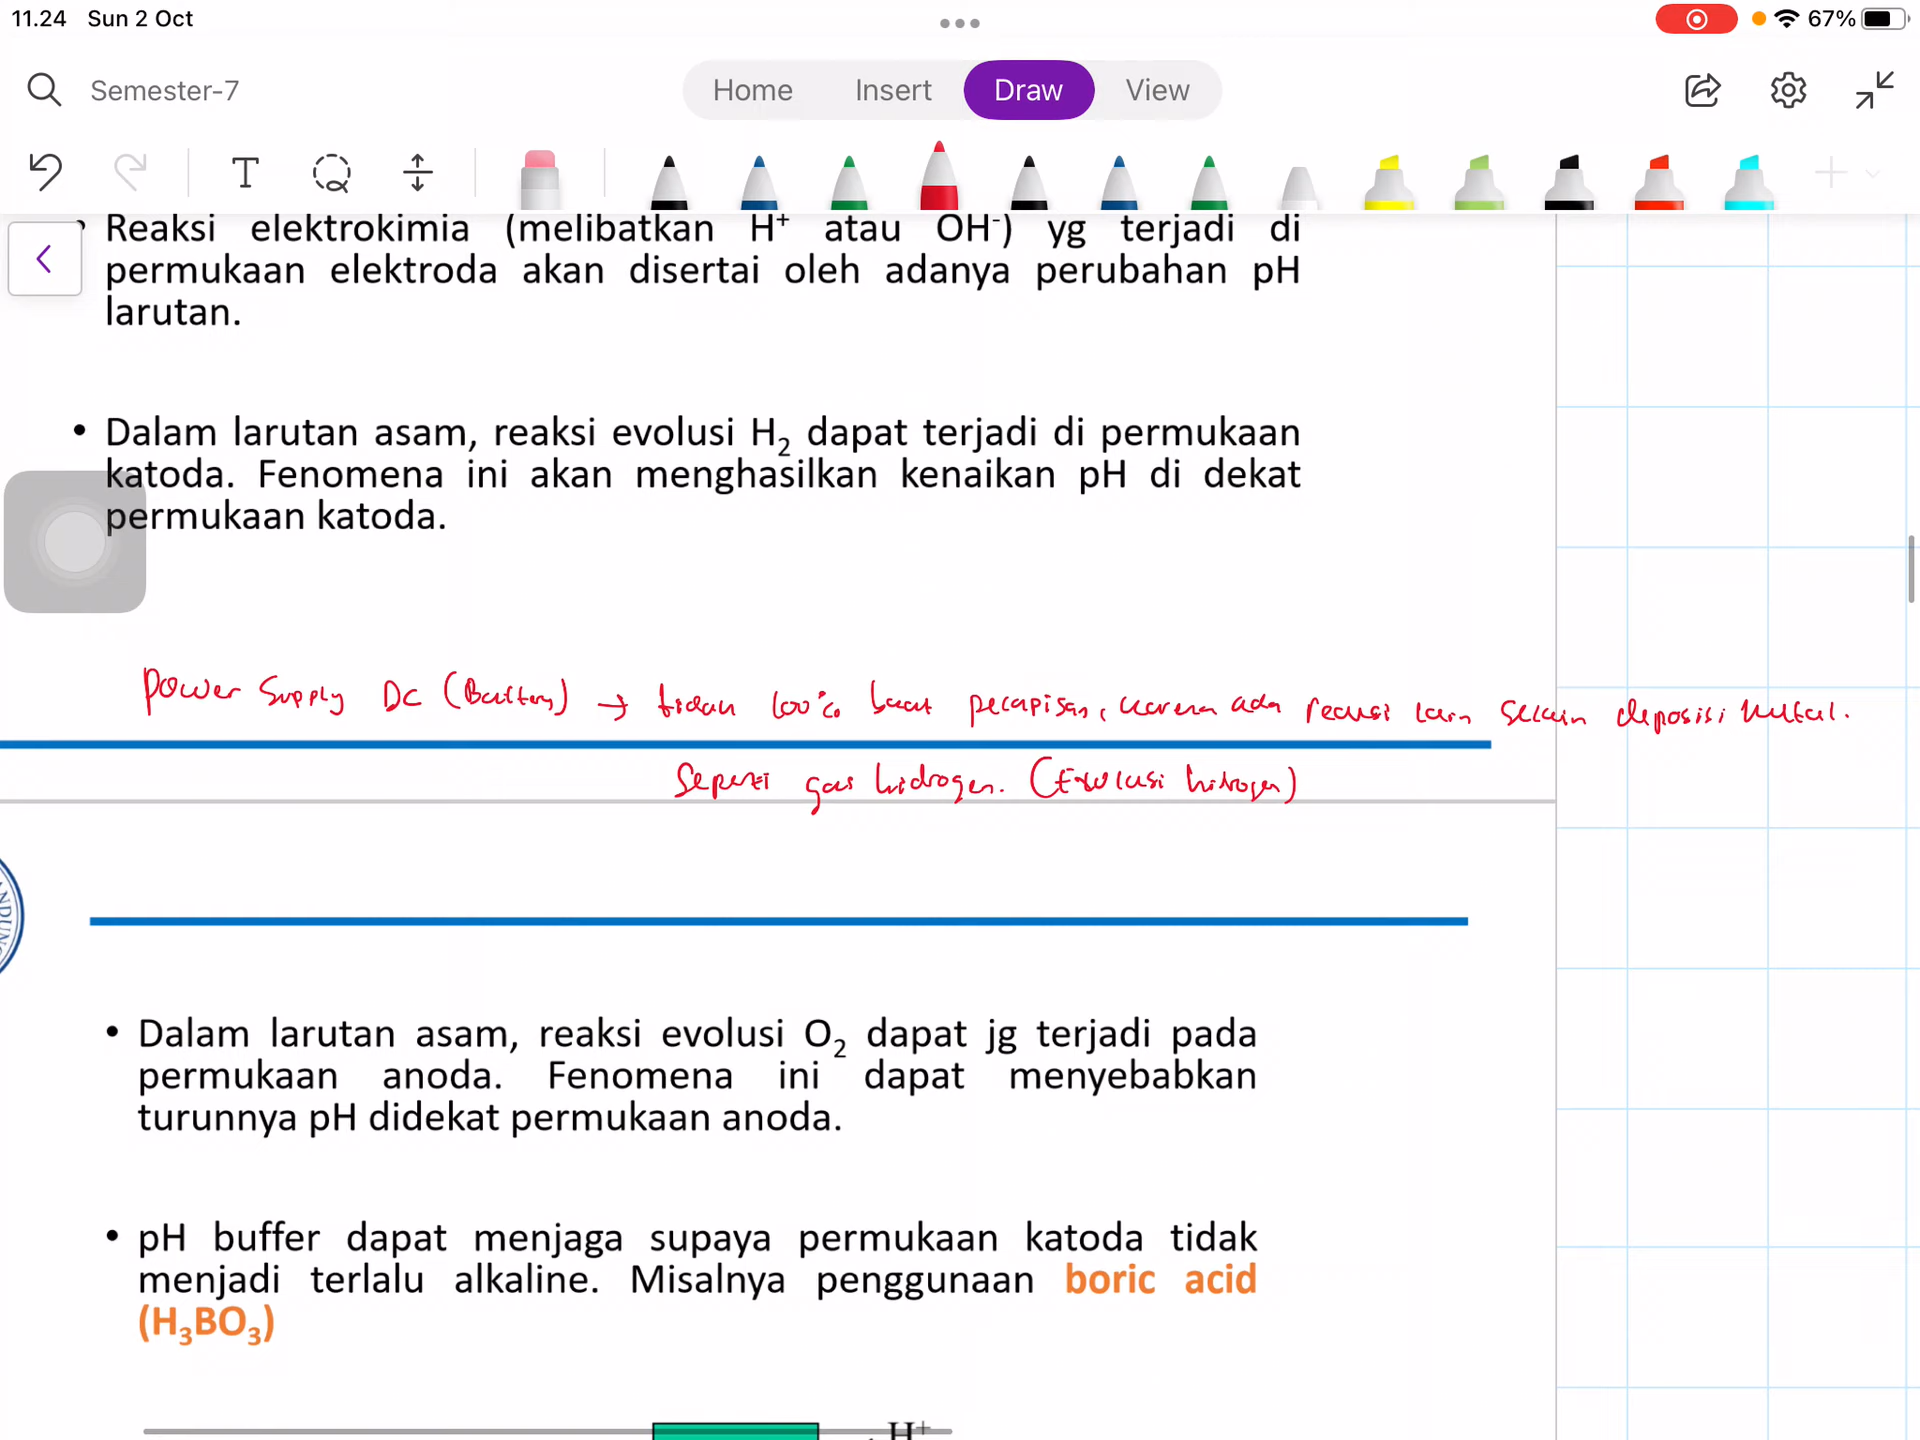 11.24 Sun 2 Oct
67%
Semester-7
Home Insert Draw View
T
• Reaksi elektrokimia (melibatkan H⁺ atau OH⁻) yg terjadi di
permukaan elektroda akan disertai oleh adanya perubahan pH
larutan.
• Dalam larutan asam, reaksi evolusi H₂ dapat terjadi di permukaan
katoda. Fenomena ini akan menghasilkan kenaikan pH di dekat
permukaan katoda.
Power Supply DC (Battery) → tidak 100% buat pelapisan, karena ada reaksi lain selain deposisi metal.
Seperti gas hidrogen. (Evolusi hidrogen)
• Dalam larutan asam, reaksi evolusi O₂ dapat jg terjadi pada
permukaan anoda. Fenomena ini dapat menyebabkan
turunnya pH didekat permukaan anoda.
• pH buffer dapat menjaga supaya permukaan katoda tidak
menjadi terlalu alkaline. Misalnya penggunaan boric acid
(H₃BO₃)
H⁺